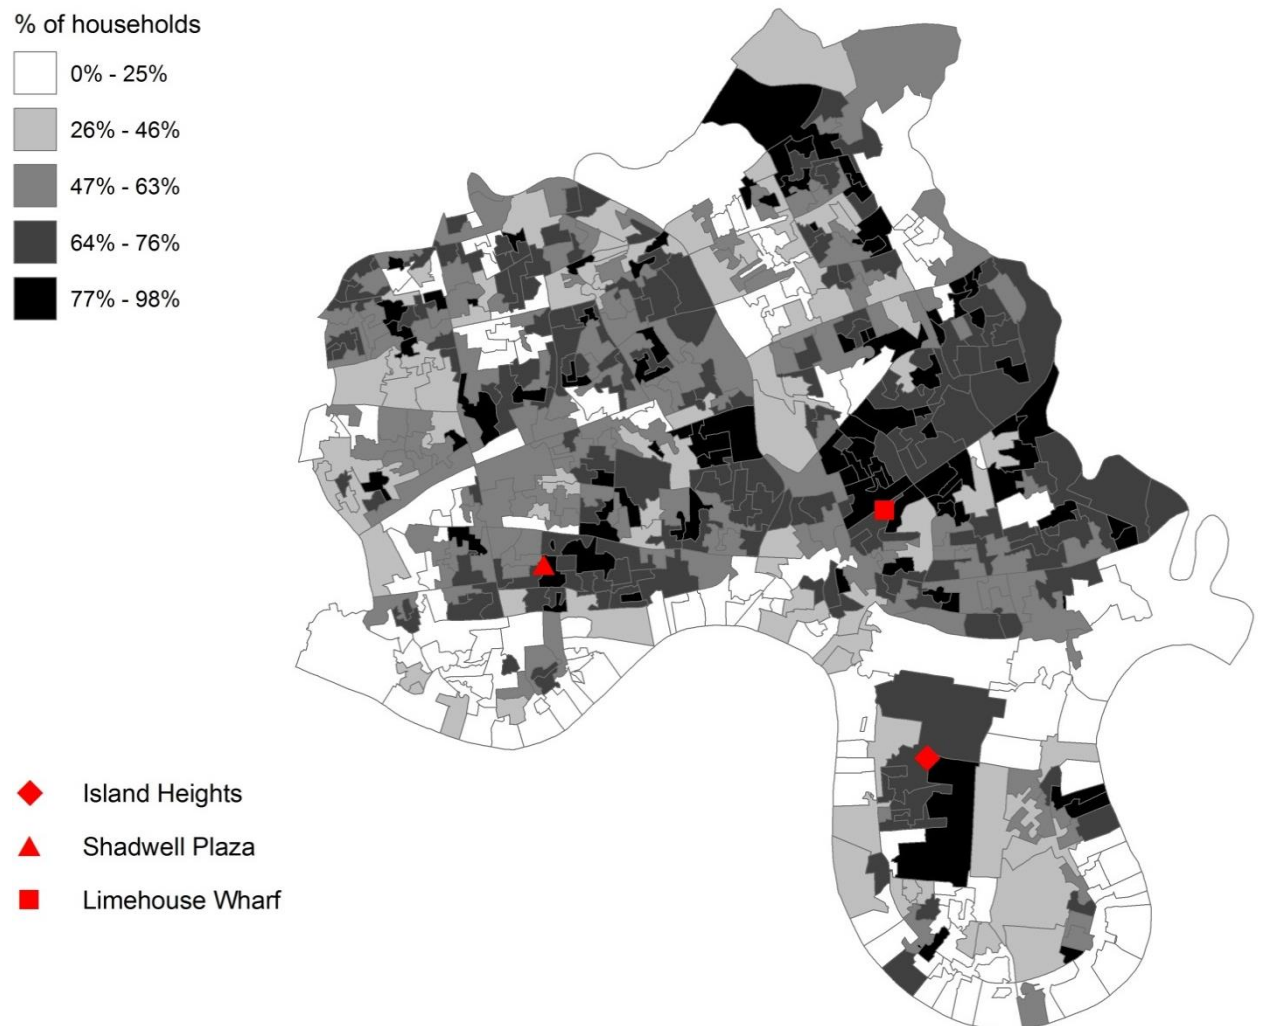 % of households
0% - 25%
26% - 46%
47% - 63%
64% - 76%
77% - 98%
Island Heights
Shadwell Plaza
Limehouse Wharf